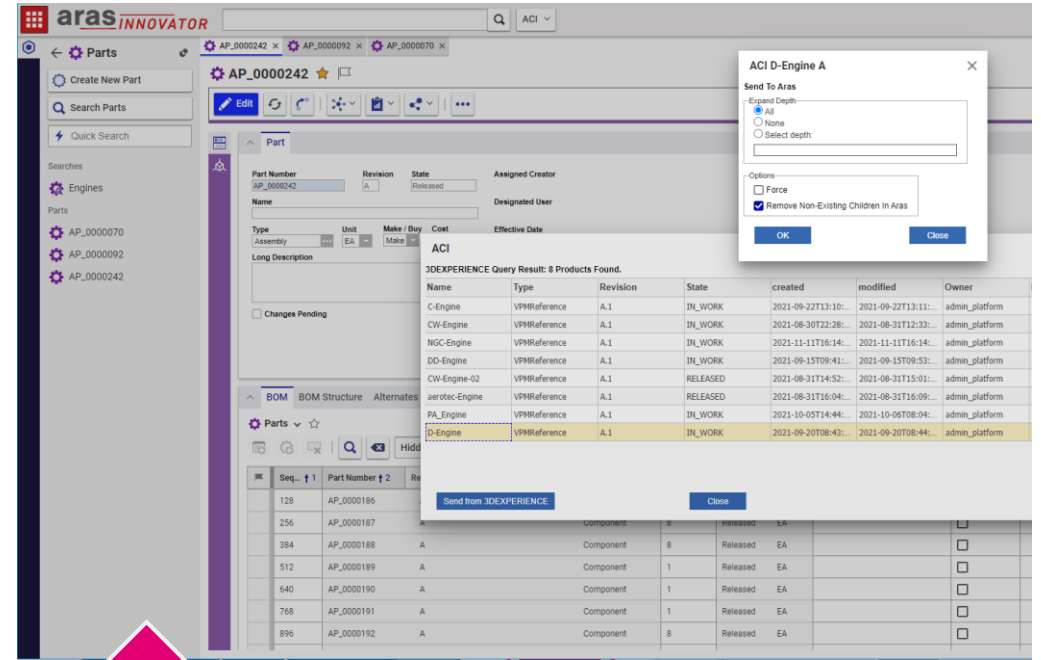 aras INNOVATOR
ACI
Parts
AP_0000242 × AP_0000092 × AP_0000070 ×
Create New Part
Search Parts
Quick Search
Searches
Engines
Parts
AP_0000070
AP_0000092
AP_0000242
AP_0000242
Edit
Part
Part Number Revision State Assigned Creator
AP_0000242 A Released
Name Designated User
Type Unit Make / Buy Cost Effective Date
Assembly EA Make
Long Description
Changes Pending
BOM BOM Structure Alternates
Parts
Hidd
Seq... 1 Part Number 2 Re
128 AP_0000186
256 AP_0000187 A Component 8 Released EA
384 AP_0000188 A Component 8 Released EA
512 AP_0000189 A Component 1 Released EA
640 AP_0000190 A Component 1 Released EA
768 AP_0000191 A Component 1 Released EA
896 AP_0000192 A Component 8 Released EA
ACI
3DEXPERIENCE Query Result: 8 Products Found.
Name Type Revision State created modified Owner
C-Engine VPMReference A.1 IN_WORK 2021-09-22T13:10:... 2021-09-22T13:11:... admin_platform
CW-Engine VPMReference A.1 IN_WORK 2021-08-30T22:28:... 2021-08-31T12:33:... admin_platform
NGC-Engine VPMReference A.1 IN_WORK 2021-11-11T16:14:... 2021-11-11T16:14:... admin_platform
DD-Engine VPMReference A.1 IN_WORK 2021-09-15T09:41:... 2021-09-15T09:53:... admin_platform
CW-Engine-02 VPMReference A.1 RELEASED 2021-08-31T14:52:... 2021-08-31T15:01:... admin_platform
aerotec-Engine VPMReference A.1 RELEASED 2021-08-31T16:04:... 2021-08-31T16:09:... admin_platform
PA_Engine VPMReference A.1 IN_WORK 2021-10-05T14:44:... 2021-10-06T08:04:... admin_platform
D-Engine VPMReference A.1 IN_WORK 2021-09-20T08:43:... 2021-09-20T08:44:... admin_platform
Send from 3DEXPERIENCE Close
ACI D-Engine A
Send To Aras
Expand Depth
All
None
Select depth:
Options
Force
Remove Non-Existing Children In Aras
OK Close